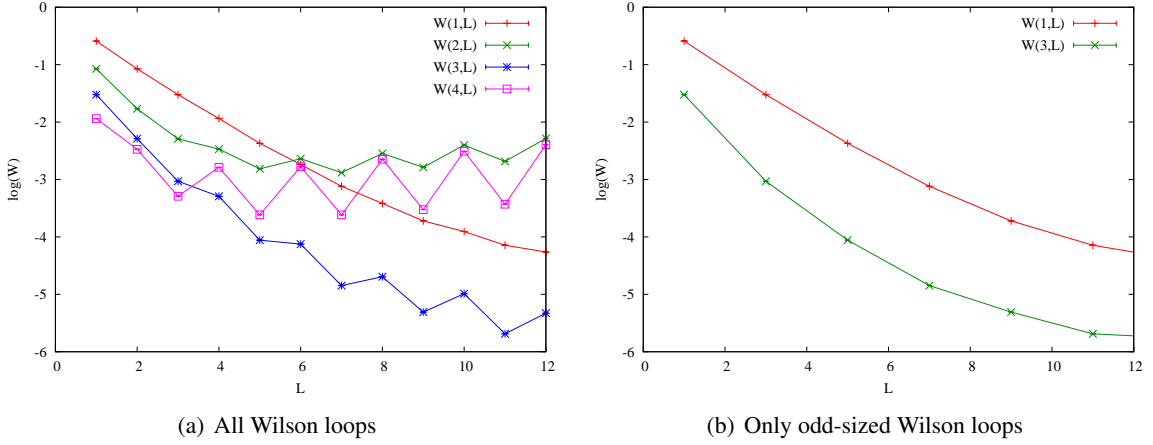 0
-1
-2
-3
-4
-5
-6
log(W)
0 2 4 6 8 10 12
L
W(1,L)
W(2,L)
W(3,L)
W(4,L)
(a) All Wilson loops
0
-1
-2
-3
-4
-5
-6
log(W)
0 2 4 6 8 10 12
L
W(1,L)
W(3,L)
(b) Only odd-sized Wilson loops